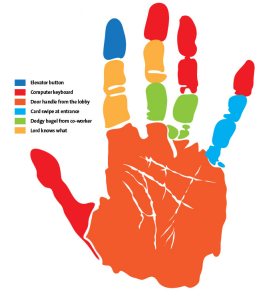 Elevator button
Computer keyboard
Door handle from the lobby
Card swipe at entrance
Dodgy bagel from co-worker
Lord knows what